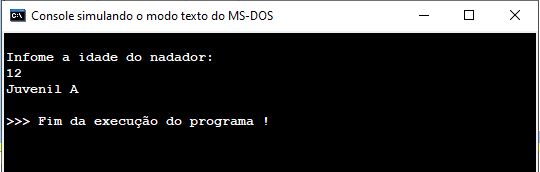 Console simulando o modo texto do MS-DOS
Infome a idade do nadador:
12
Juvenil A
>>> Fim da execução do programa !